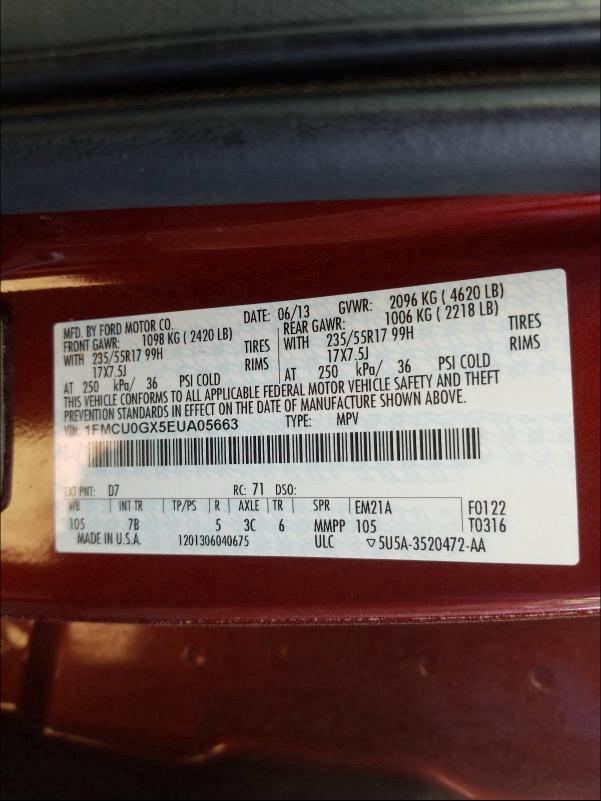 MFD. BY FORD MOTOR CO. DATE: 06/13 GVWR: 2096 KG ( 4620 LB)
FRONT GAWR: 1098 KG ( 2420 LB) REAR GAWR: 1006 KG ( 2218 LB)
WITH 235/55R17 99H TIRES WITH 235/55R17 99H TIRES
17X7.5J RIMS 17X7.5J RIMS
AT 250 kPa/ 36 PSI COLD AT 250 kPa/ 36 PSI COLD
THIS VEHICLE CONFORMS TO ALL APPLICABLE FEDERAL MOTOR VEHICLE SAFETY AND THEFT
PREVENTION STANDARDS IN EFFECT ON THE DATE OF MANUFACTURE SHOWN ABOVE.
VIN: 1FMCU0GX5EUA05663 TYPE: MPV
EXT PNT: D7 RC: 71 DSO:
WB INT TR TP/PS R AXLE TR SPR EM21A F0122
105 7B 5 3C 6 MMPP 105 T0316
MADE IN U.S.A. 1201306040675 ULC ▽5U5A-3520472-AA